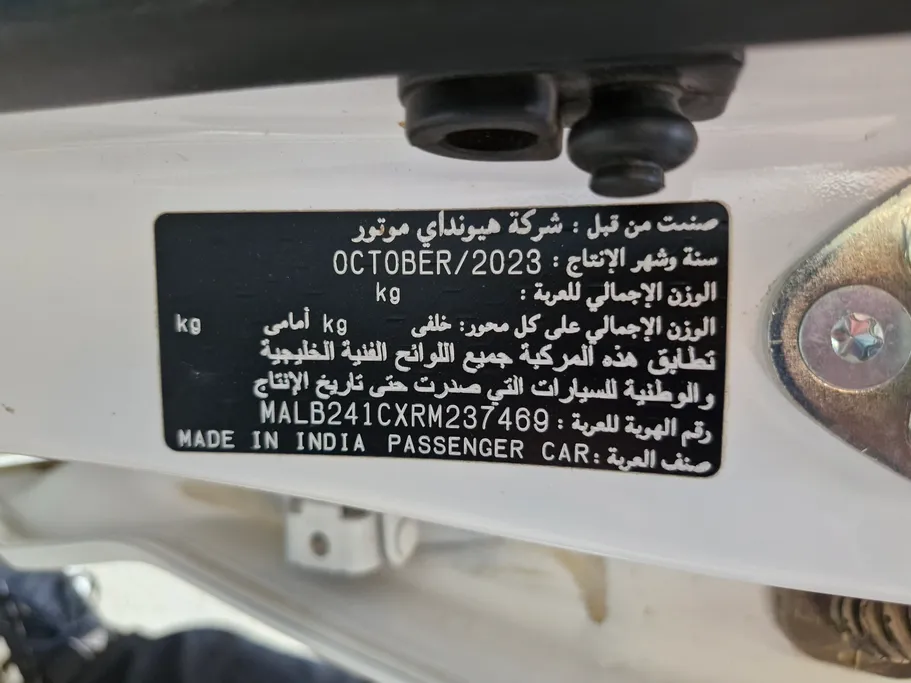 صنعت من قبل : شركة هيونداي موتور
سنة وشهر الإنتاج : OCTOBER/2023
الوزن الإجمالي للعربة : kg
الوزن الإجمالي على كل محور: خلفى kg أمامى kg
تطابق هذه المركبة جميع اللوائح الفنية الخليجية
والوطنية للسيارات التي صدرت حتى تاريخ الإنتاج
رقم الهوية للعربة : MALB241CXRM237469
صنف العربة : MADE IN INDIA PASSENGER CAR